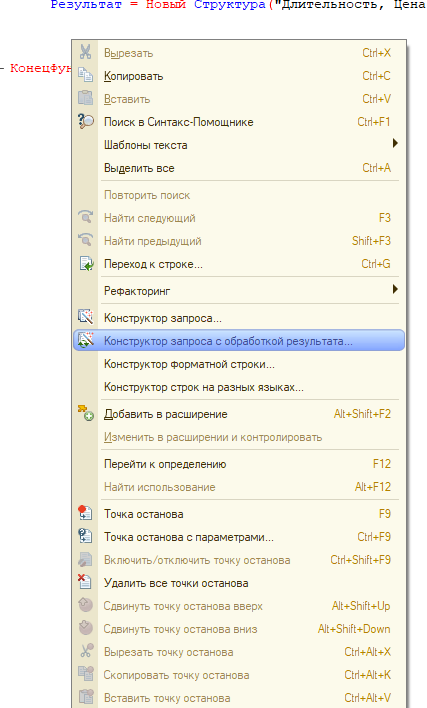 Результат = Новый Структура("Длительность, Цена
Вырезать Ctrl+X
КонецФун
Копировать Ctrl+C
Вставить Ctrl+V
Поиск в Синтакс-Помощнике Ctrl+F1
Шаблоны текста
Выделить все Ctrl+A
Повторить поиск
Найти следующий F3
Найти предыдущий Shift+F3
Переход к строке... Ctrl+G
Рефакторинг
Конструктор запроса...
Конструктор запроса с обработкой результата...
Конструктор форматной строки...
Конструктор строк на разных языках...
Добавить в расширение Alt+Shift+F2
Изменить в расширении и контролировать
Перейти к определению F12
Найти использование Alt+F12
Точка останова F9
Точка останова с параметрами... Ctrl+F9
Включить/отключить точку останова Ctrl+Shift+F9
Удалить все точки останова
Сдвинуть точку останова вверх Alt+Shift+Up
Сдвинуть точку останова вниз Alt+Shift+Down
Вырезать точку останова Ctrl+Alt+X
Скопировать точку останова Ctrl+Alt+K
Вставить точку останова Ctrl+Alt+V